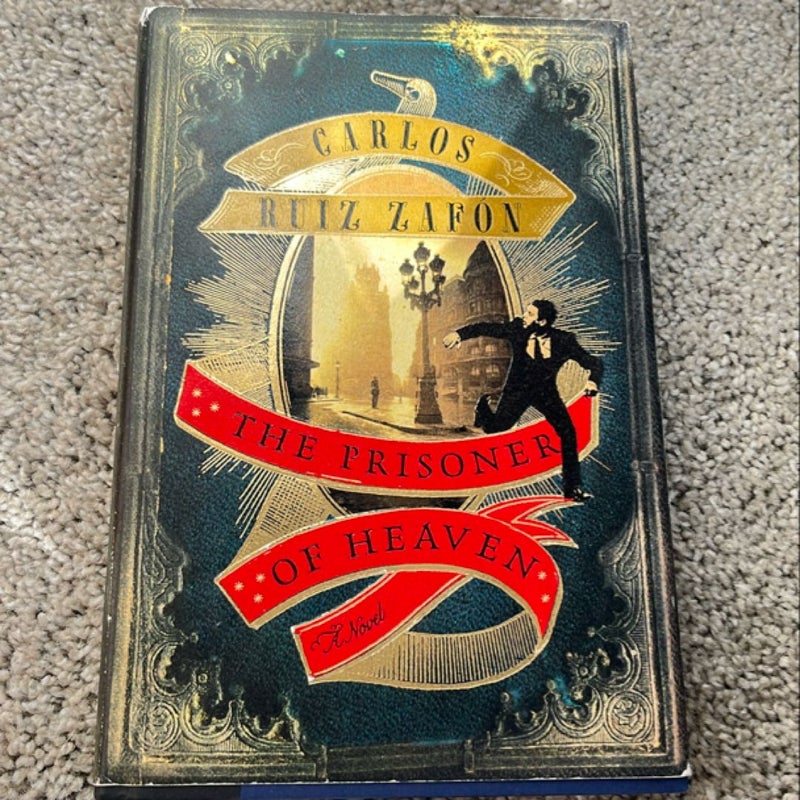 CARLOS
RUIZ ZAFÓN
THE PRISONER
OF HEAVEN
A Novel